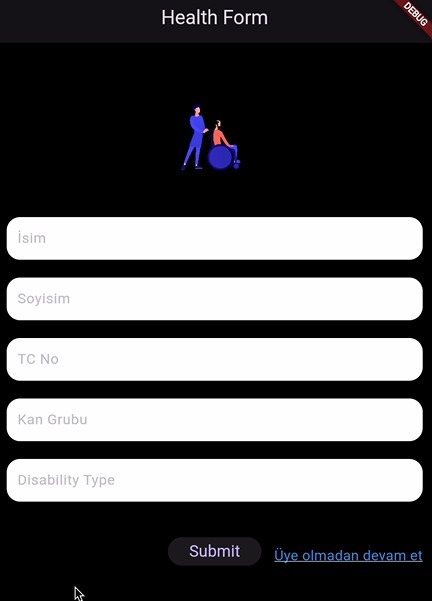 Health Form
DEBUG
İsim
Soyisim
TC No
Kan Grubu
Disability Type
Submit
Üye olmadan devam et